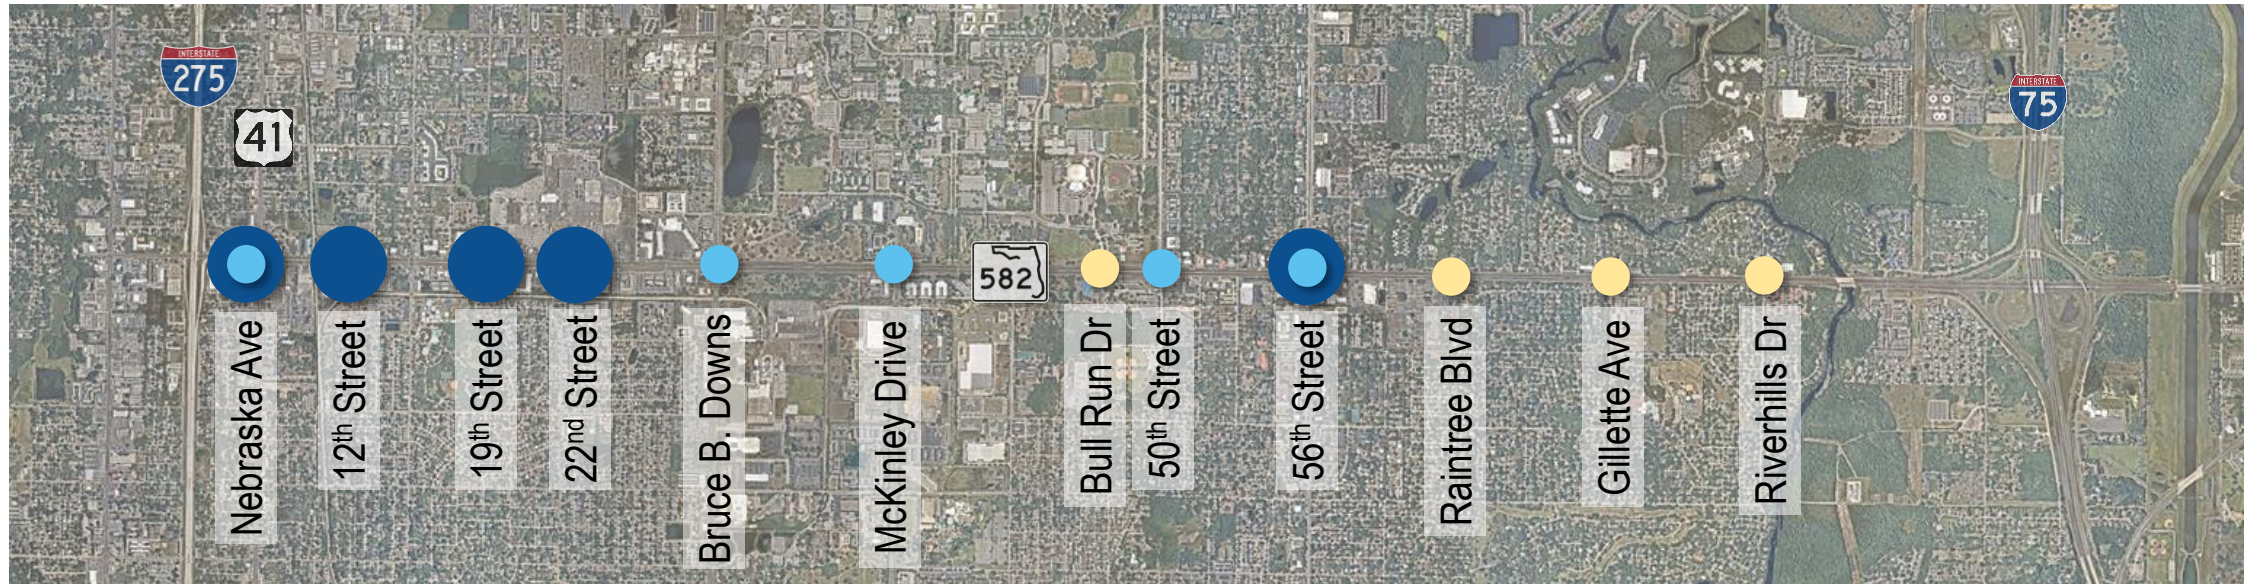 INTERSTATE
275
41
INTERSTATE
75
582
Nebraska Ave
12th Street
19th Street
22nd Street
Bruce B. Downs
McKinley Drive
Bull Run Dr
50th Street
56th Street
Raintree Blvd
Gillette Ave
Riverhills Dr